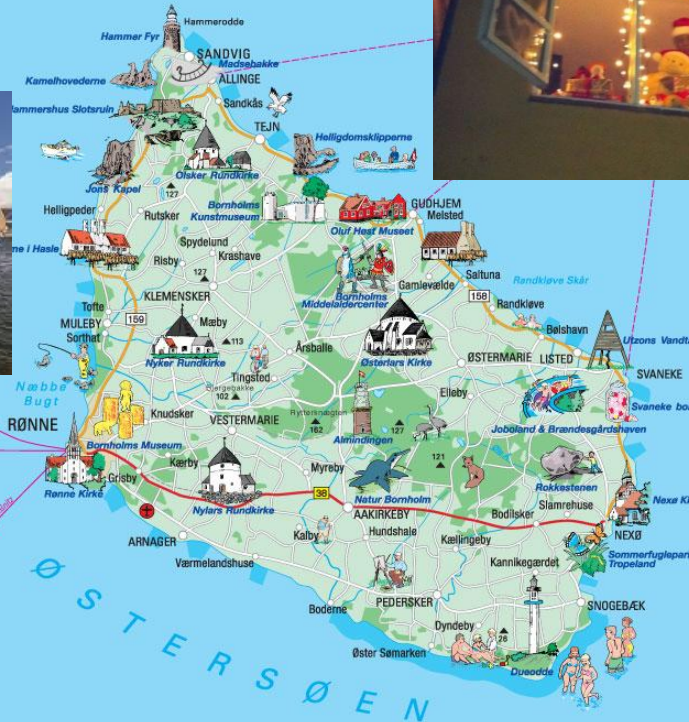 Hammerodde
Hammer Fyr
SANDVIG
Madsebakke
Kamelhovederne
ALLINGE
Hammershus Slotsruin
Sandkås
TEJN
Helligdomsklipperne
Jons Kapel
Olsker Rundkirke
127
Helligpeder
Rutsker
Bornholms
Kunstmuseum
GUDHJEM
Melsted
Oluf Høst Museet
i Hasle
Spydelund
Krashave
Risby
127
Saltuna
Randkløve Skår
Gamlevælde
Bornholms
Middelaldercenter
158
Randkløve
KLEMENSKER
Tofte
159
MULEBY
Sorthat
Mæby
113
Bølshavn
Utzons
Nyker Rundkirke
Årsballe
Østerlars Kirke
ØSTERMARIE
LISTED
SVANEKE
Tingsted
Bjergebakke
102
Elleby
Næbbe
Bugt
Rytterknægten
162
Svaneke
RØNNE
Knudsker
VESTERMARIE
Almindingen
127
Joboland & Brændesgårdshaven
Bornholms Museum
121
Kærby
Myreby
Rokkestenen
Rønne Kirke
Grisby
Nylars Rundkirke
38
Natur Bornholm
Slamrehuse
Nexø
AAKIRKEBY
Bodilsker
NEXØ
ARNAGER
Kalby
Hundshale
Kællingeby
Værmelandshuse
Kannikegærdet
Sommerfuglepark
Tropeland
Boderne
PEDERSKER
SNOGEBÆK
Dyndeby
26
Øster Sømarken
Dueodde
ØSTERSØEN